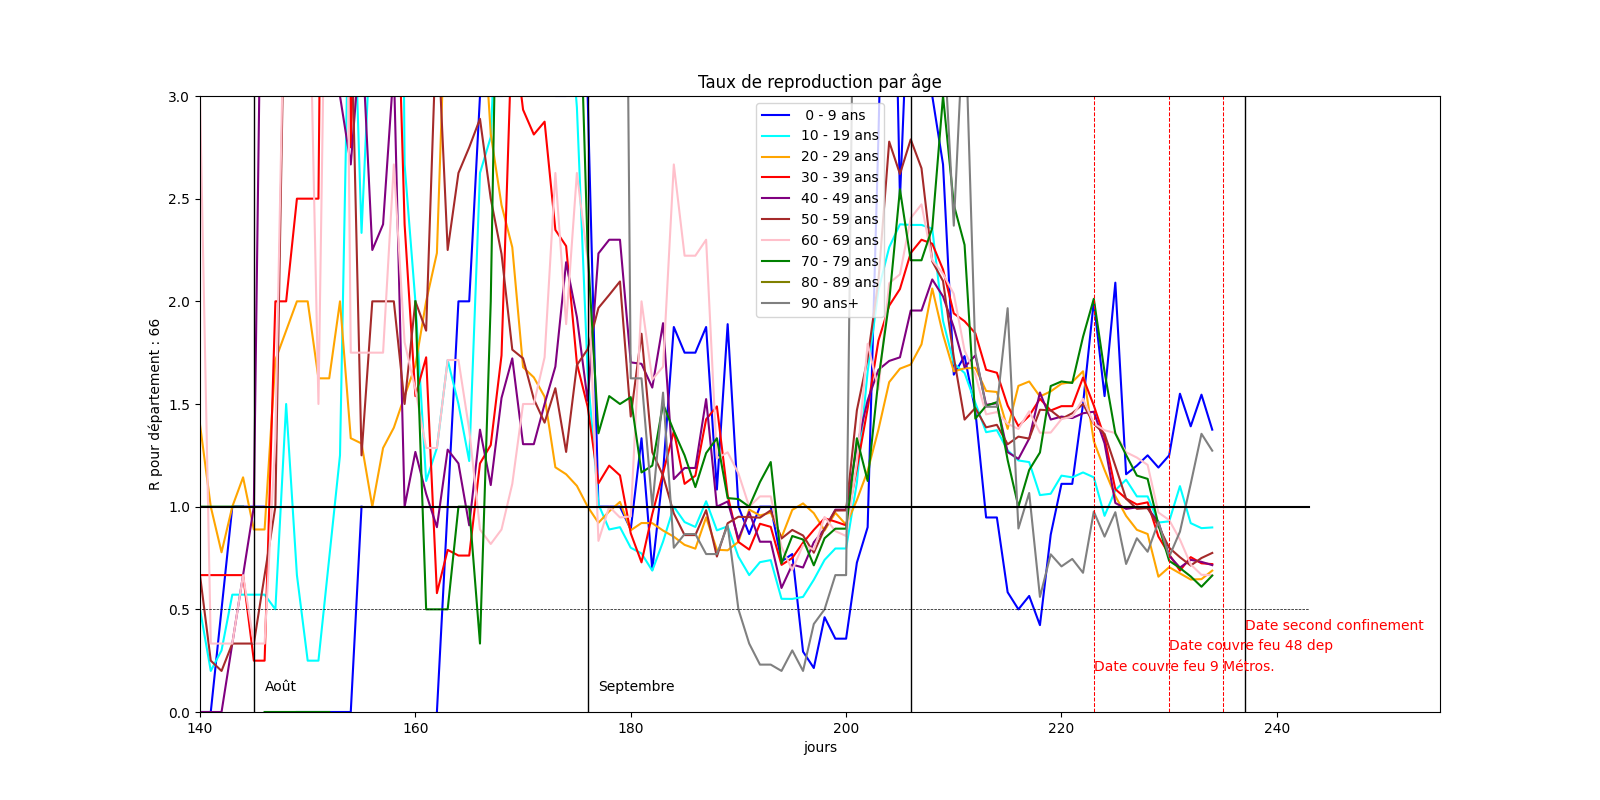 Taux de reproduction par âge
3.0
2.5
2.0
1.5
1.0
0.5
0.0
R pour département : 66
0 - 9 ans
10 - 19 ans
20 - 29 ans
30 - 39 ans
40 - 49 ans
50 - 59 ans
60 - 69 ans
70 - 79 ans
80 - 89 ans
90 ans+
Date second confinement
Date couvre feu 48 dep
Date couvre feu 9 Métros.
Août
Septembre
140
160
180
200
220
240
jours